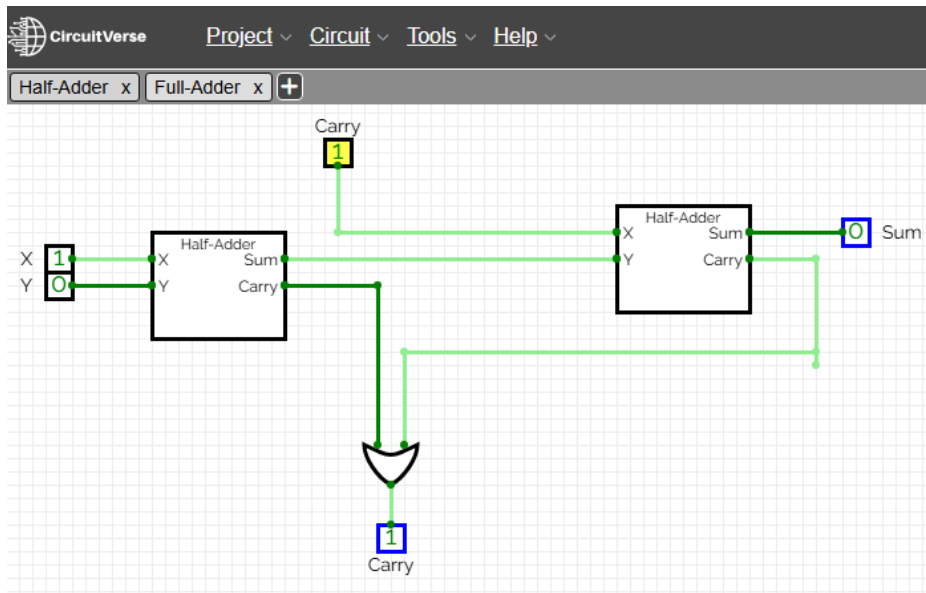 CircuitVerse Project Circuit Tools Help
Half-Adder x Full-Adder x +
Carry
1
Half-Adder
X Sum
Y Carry
0 Sum
Half-Adder
X 1 X Sum
Y 0 Y Carry
1
Carry